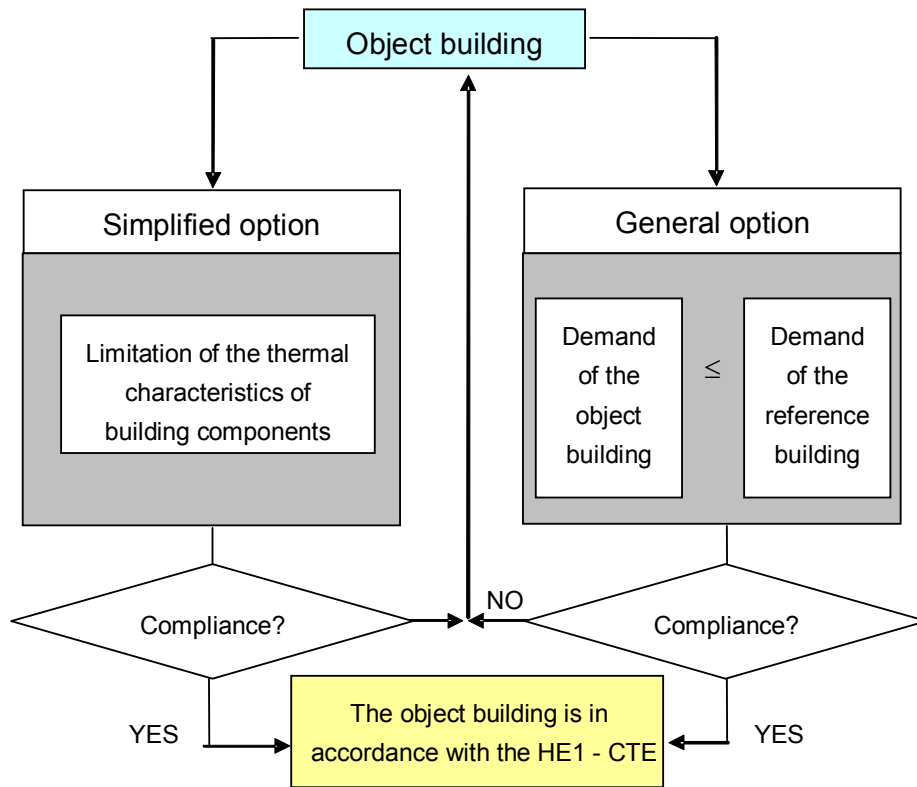 Object building
Simplified option
General option
Limitation of the thermal
characteristics of
building components
Demand
of the
object
building
≤
Demand
of the
reference
building
Compliance?
NO
Compliance?
YES
The object building is in
accordance with the HE1 - CTE
YES